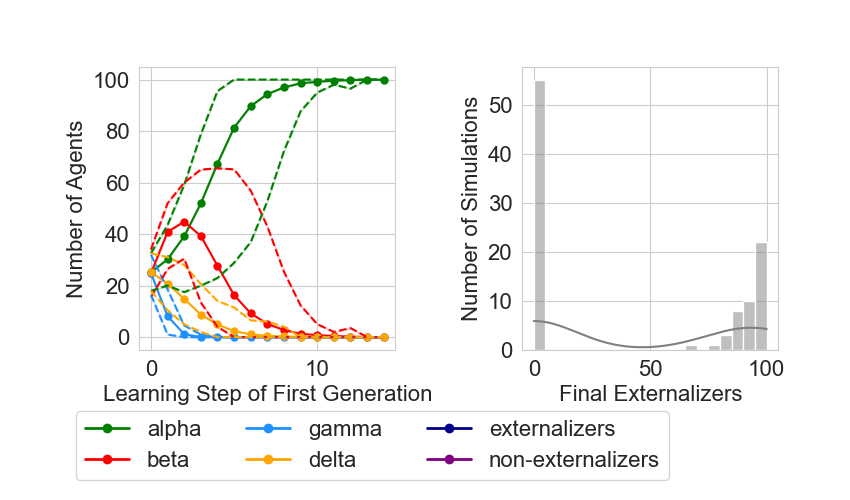 Number of Agents
100
80
60
40
20
0
0
10
Learning Step of First Generation
Number of Simulations
50
40
30
20
10
0
0
50
100
Final Externalizers
alpha
gamma
externalizers
beta
delta
non-externalizers